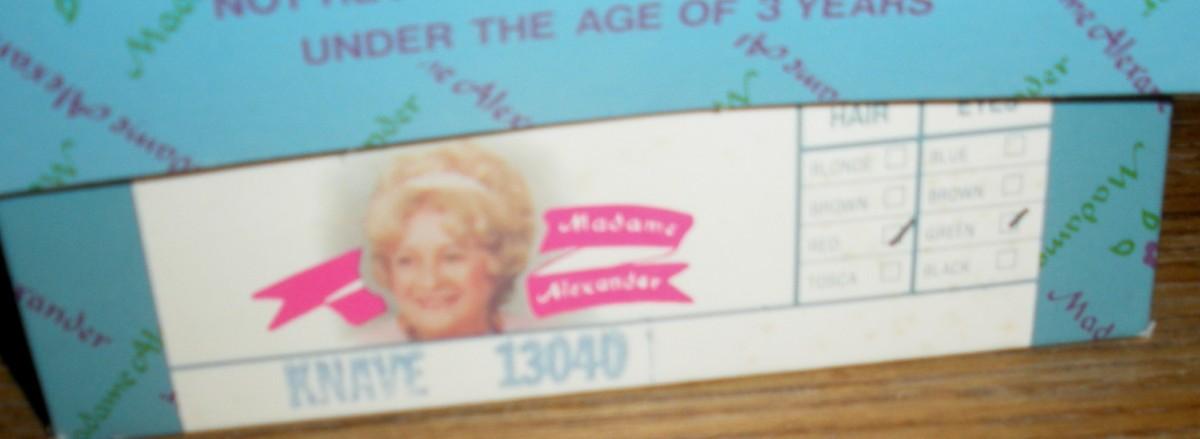 UNDER THE AGE OF 3 YEARS
Madame
Alexander
HAIR EYES
BLONDE BLUE
BROWN BROWN
RED GREEN
TOSCA BLACK
KNAVE 13040